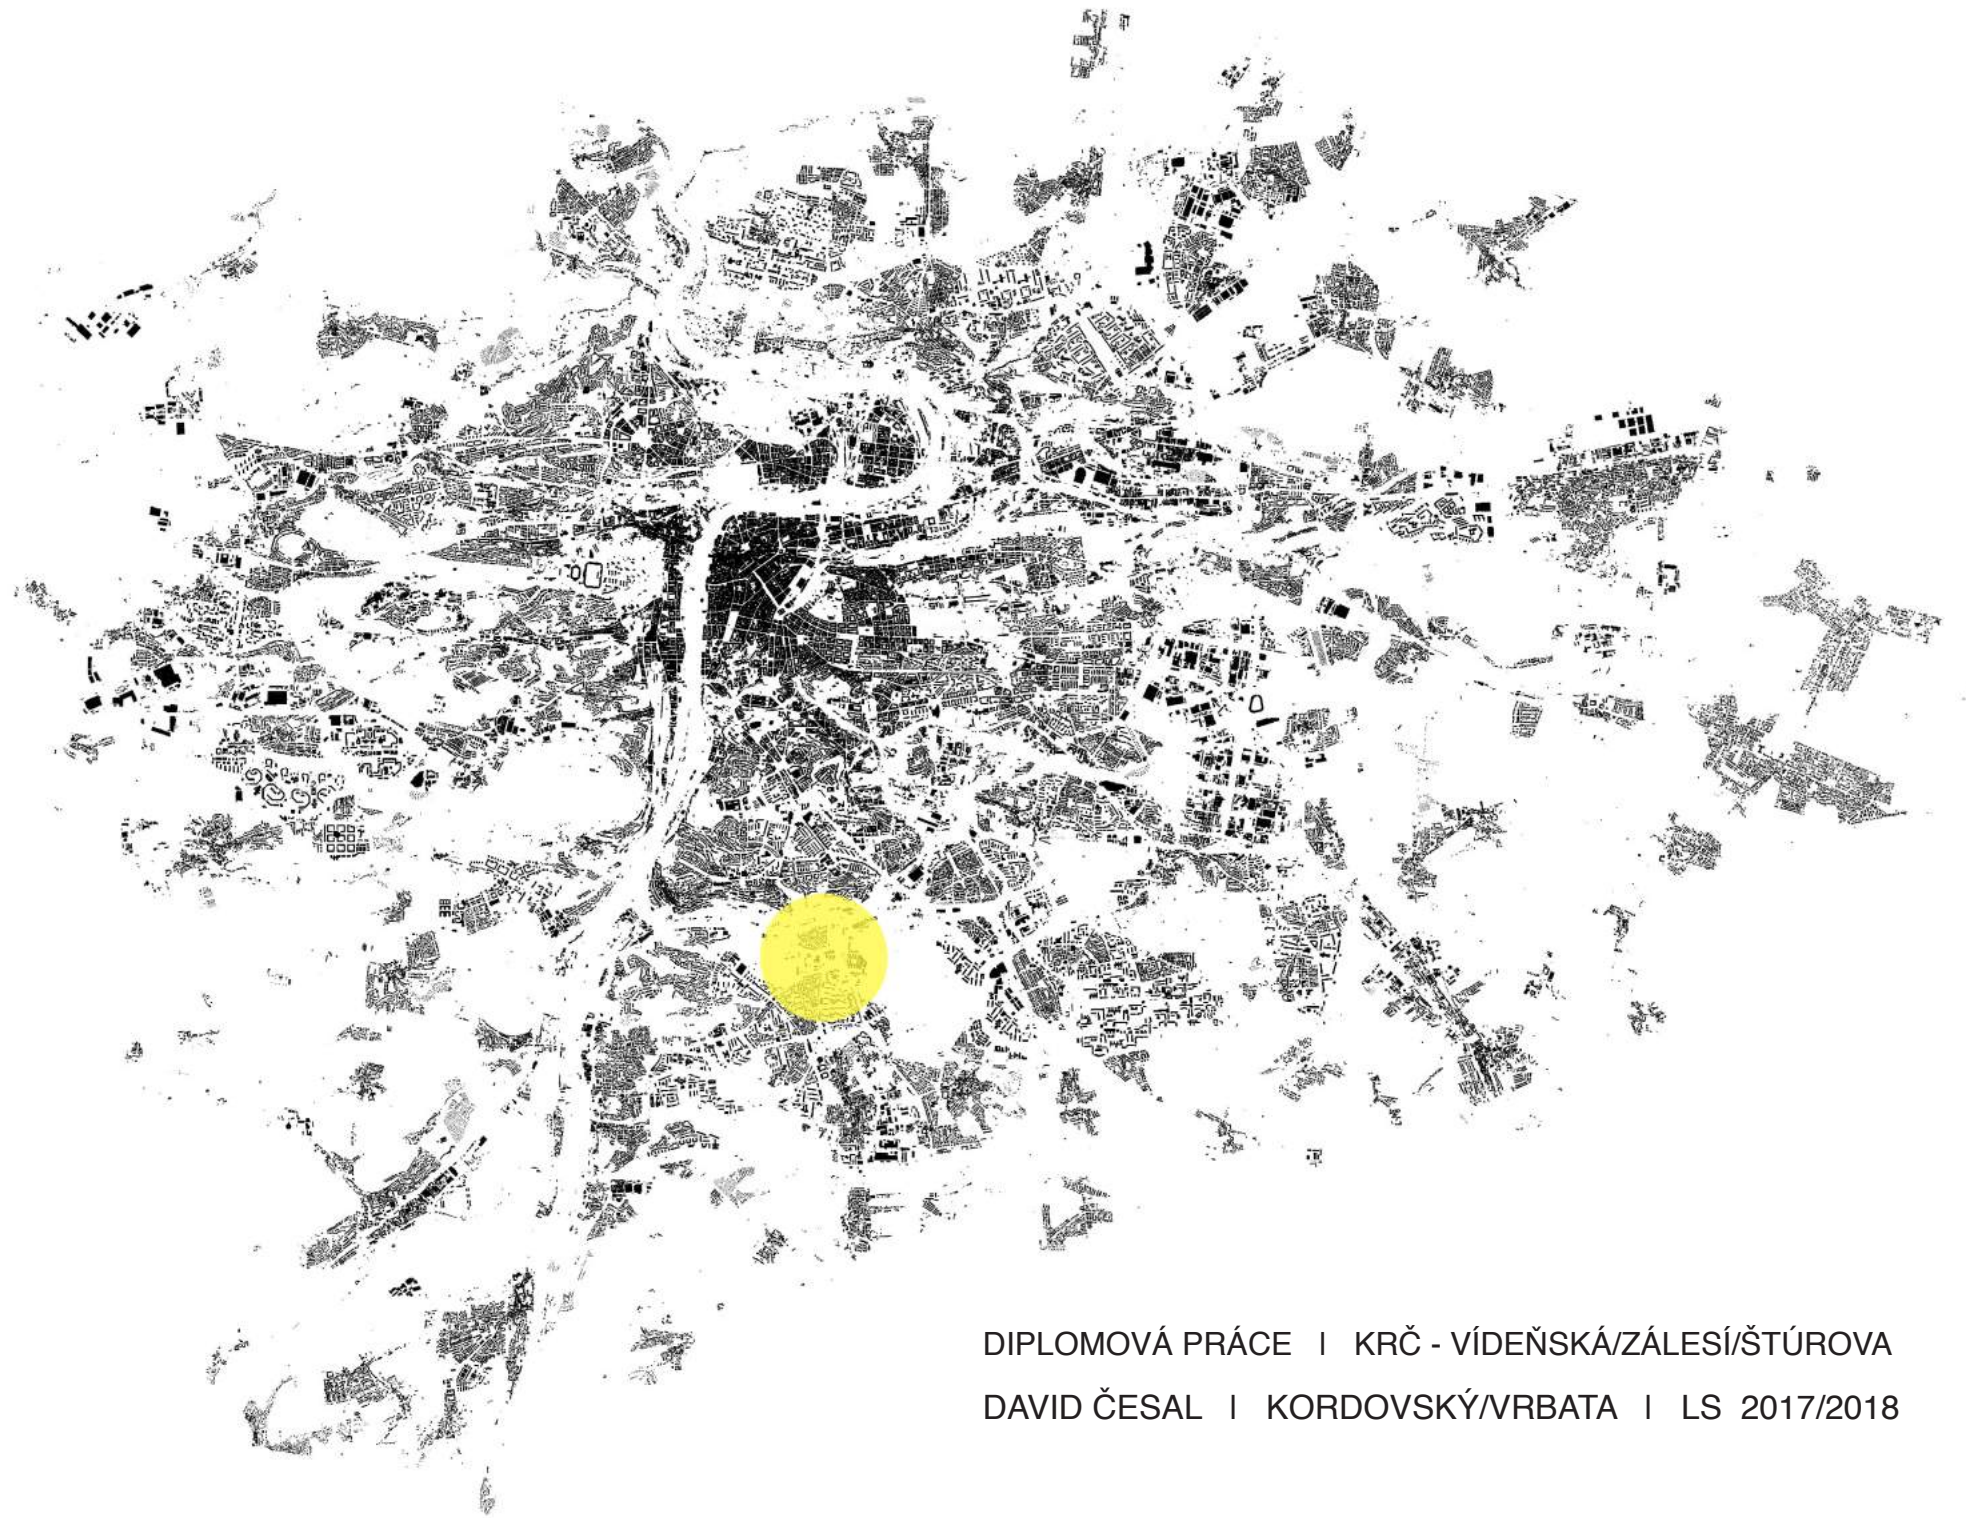 DIPLOMOVÁ PRÁCE | KRČ - VÍDEŇSKÁ/ZÁLESÍ/ŠTÚROVA
DAVID ČESAL | KORDOVSKÝ/VRBATA | LS 2017/2018